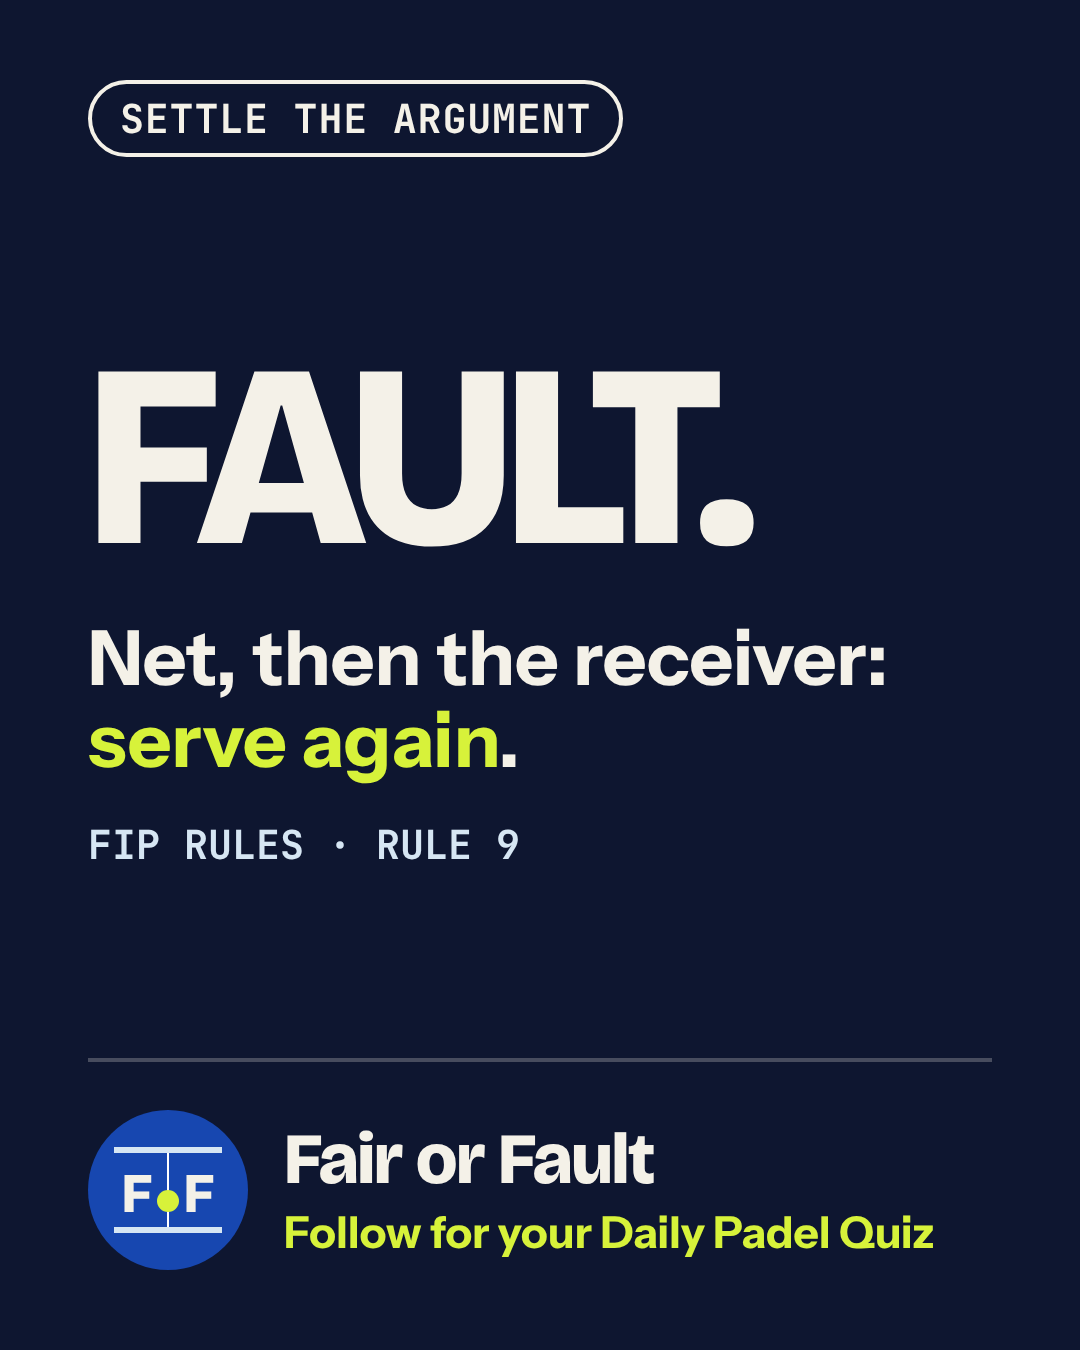 SETTLE THE ARGUMENT
FAULT.
Net, then the receiver:
serve again.
FIP RULES · RULE 9
F F
Fair or Fault
Follow for your Daily Padel Quiz